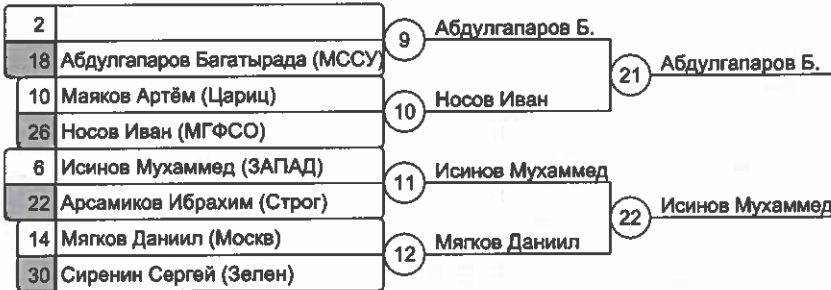 2
18 Абдулгапаров Багатырада (МССУ)
10 Маяков Артём (Цариц)
26 Носов Иван (МГФСО)
6 Исинов Мухаммед (ЗАПАД)
22 Арсамиков Ибрахим (Строг)
14 Мягков Даниил (Москв)
30 Сиренин Сергей (Зелен)
9 Абдулгапаров Б.
10 Носов Иван
11 Исинов Мухаммед
12 Мягков Даниил
21 Абдулгапаров Б.
22 Исинов Мухаммед